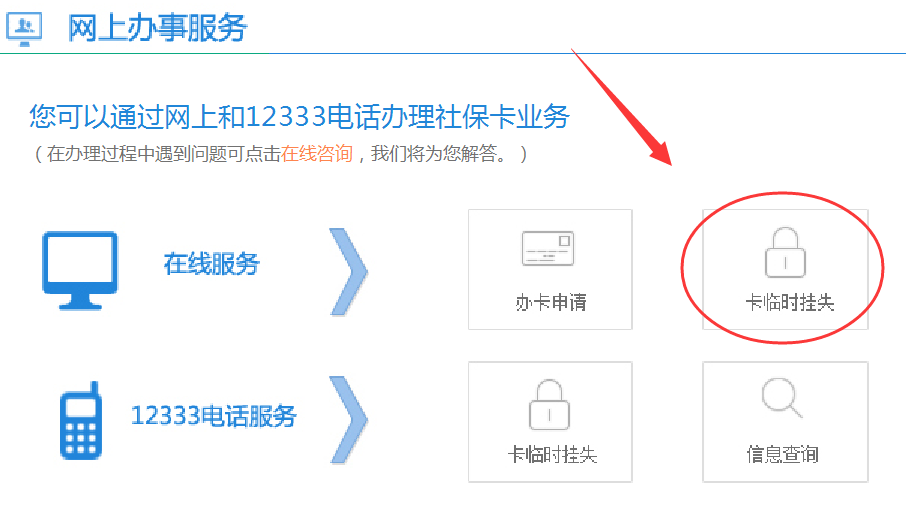 网上办事服务
您可以通过网上和12333电话办理社保卡业务
（在办理过程中遇到问题可点击在线咨询，我们将为您解答。）
在线服务
办卡申请
卡临时挂失
12333电话服务
卡临时挂失
信息查询